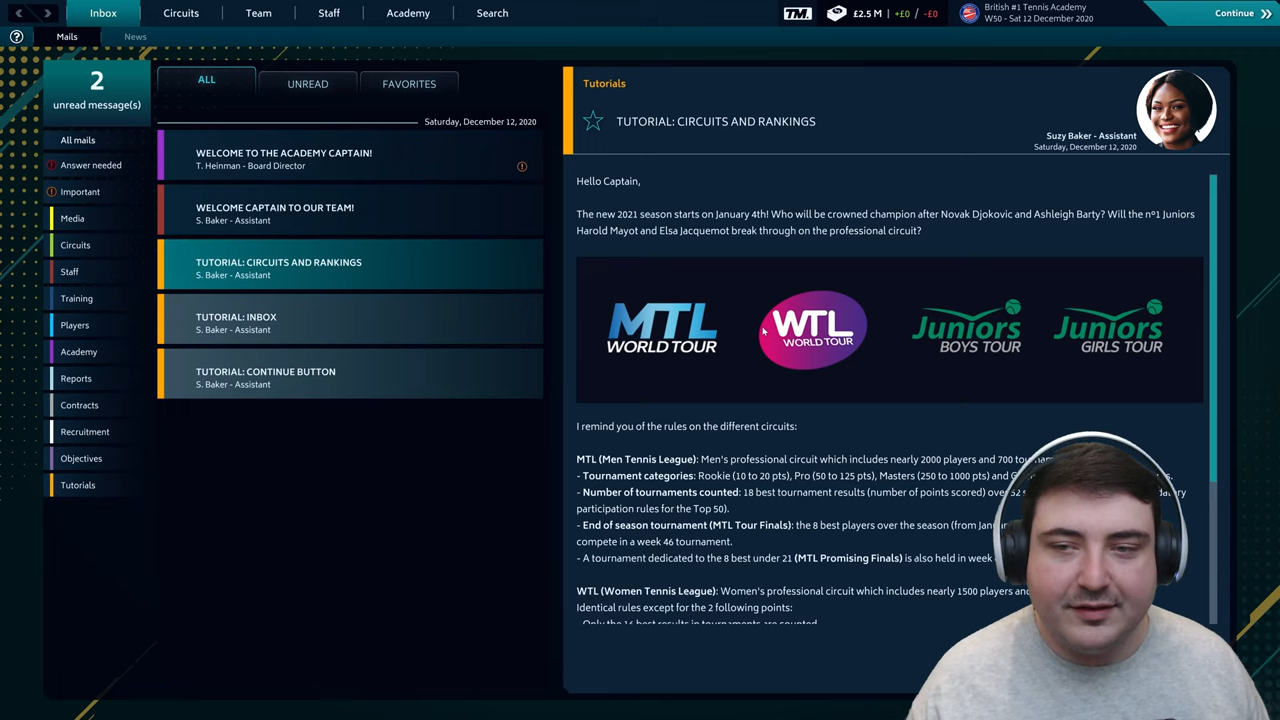 Inbox
Circuits
Team
Staff
Academy
Search
TM.
£2.5 M | +£0 / -£0
British #1 Tennis Academy
W50 - Sat 12 December 2020
Continue
?
Mails
News
2
unread message(s)
All mails
Answer needed
Important
Media
Circuits
Staff
Training
Players
Academy
Reports
Contracts
Recruitment
Objectives
Tutorials
ALL
UNREAD
FAVORITES
Saturday, December 12, 2020
WELCOME TO THE ACADEMY CAPTAIN!
T. Heinman - Board Director
WELCOME CAPTAIN TO OUR TEAM!
S. Baker - Assistant
TUTORIAL: CIRCUITS AND RANKINGS
S. Baker - Assistant
TUTORIAL: INBOX
S. Baker - Assistant
TUTORIAL: CONTINUE BUTTON
S. Baker - Assistant
Tutorials
TUTORIAL: CIRCUITS AND RANKINGS
Suzy Baker - Assistant
Saturday, December 12, 2020
Hello Captain,
The new 2021 season starts on January 4th! Who will be crowned champion after Novak Djokovic and Ashleigh Barty? Will the nº1 Juniors
Harold Mayot and Elsa Jacquemot break through on the professional circuit?
MTL
WORLD TOUR
WTL
WORLD TOUR
Juniors
BOYS TOUR
Juniors
GIRLS TOUR
I remind you of the rules on the different circuits:
MTL (Men Tennis League): Men's professional circuit which includes nearly 2000 players and 700
- Tournament categories: Rookie (10 to 20 pts), Pro (50 to 125 pts), Masters (250 to 1000 pts) and
- Number of tournaments counted: 18 best tournament results (number of points scored)
participation rules for the Top 50).
- End of season tournament (MTL Tour Finals): the 8 best players over the season (from
compete in a week 46 tournament.
- A tournament dedicated to the 8 best under 21 (MTL Promising Finals) is also held in week
WTL (Women Tennis League): Women's professional circuit which includes nearly 1500 players
Identical rules except for the 2 following points:
- Only the 16 best results in tournaments are counted